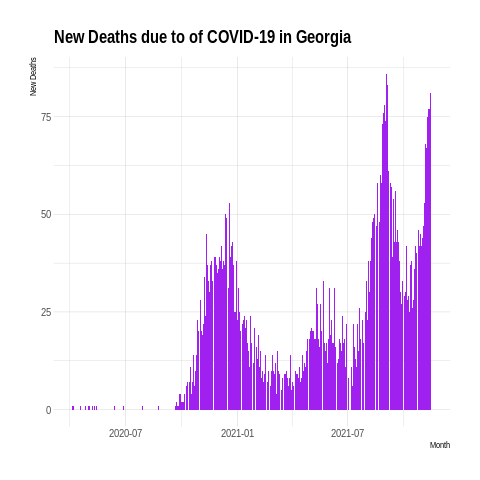 New Deaths due to of COVID-19 in Georgia
New Deaths
75
50
25
0
2020-07
2021-01
2021-07
Month